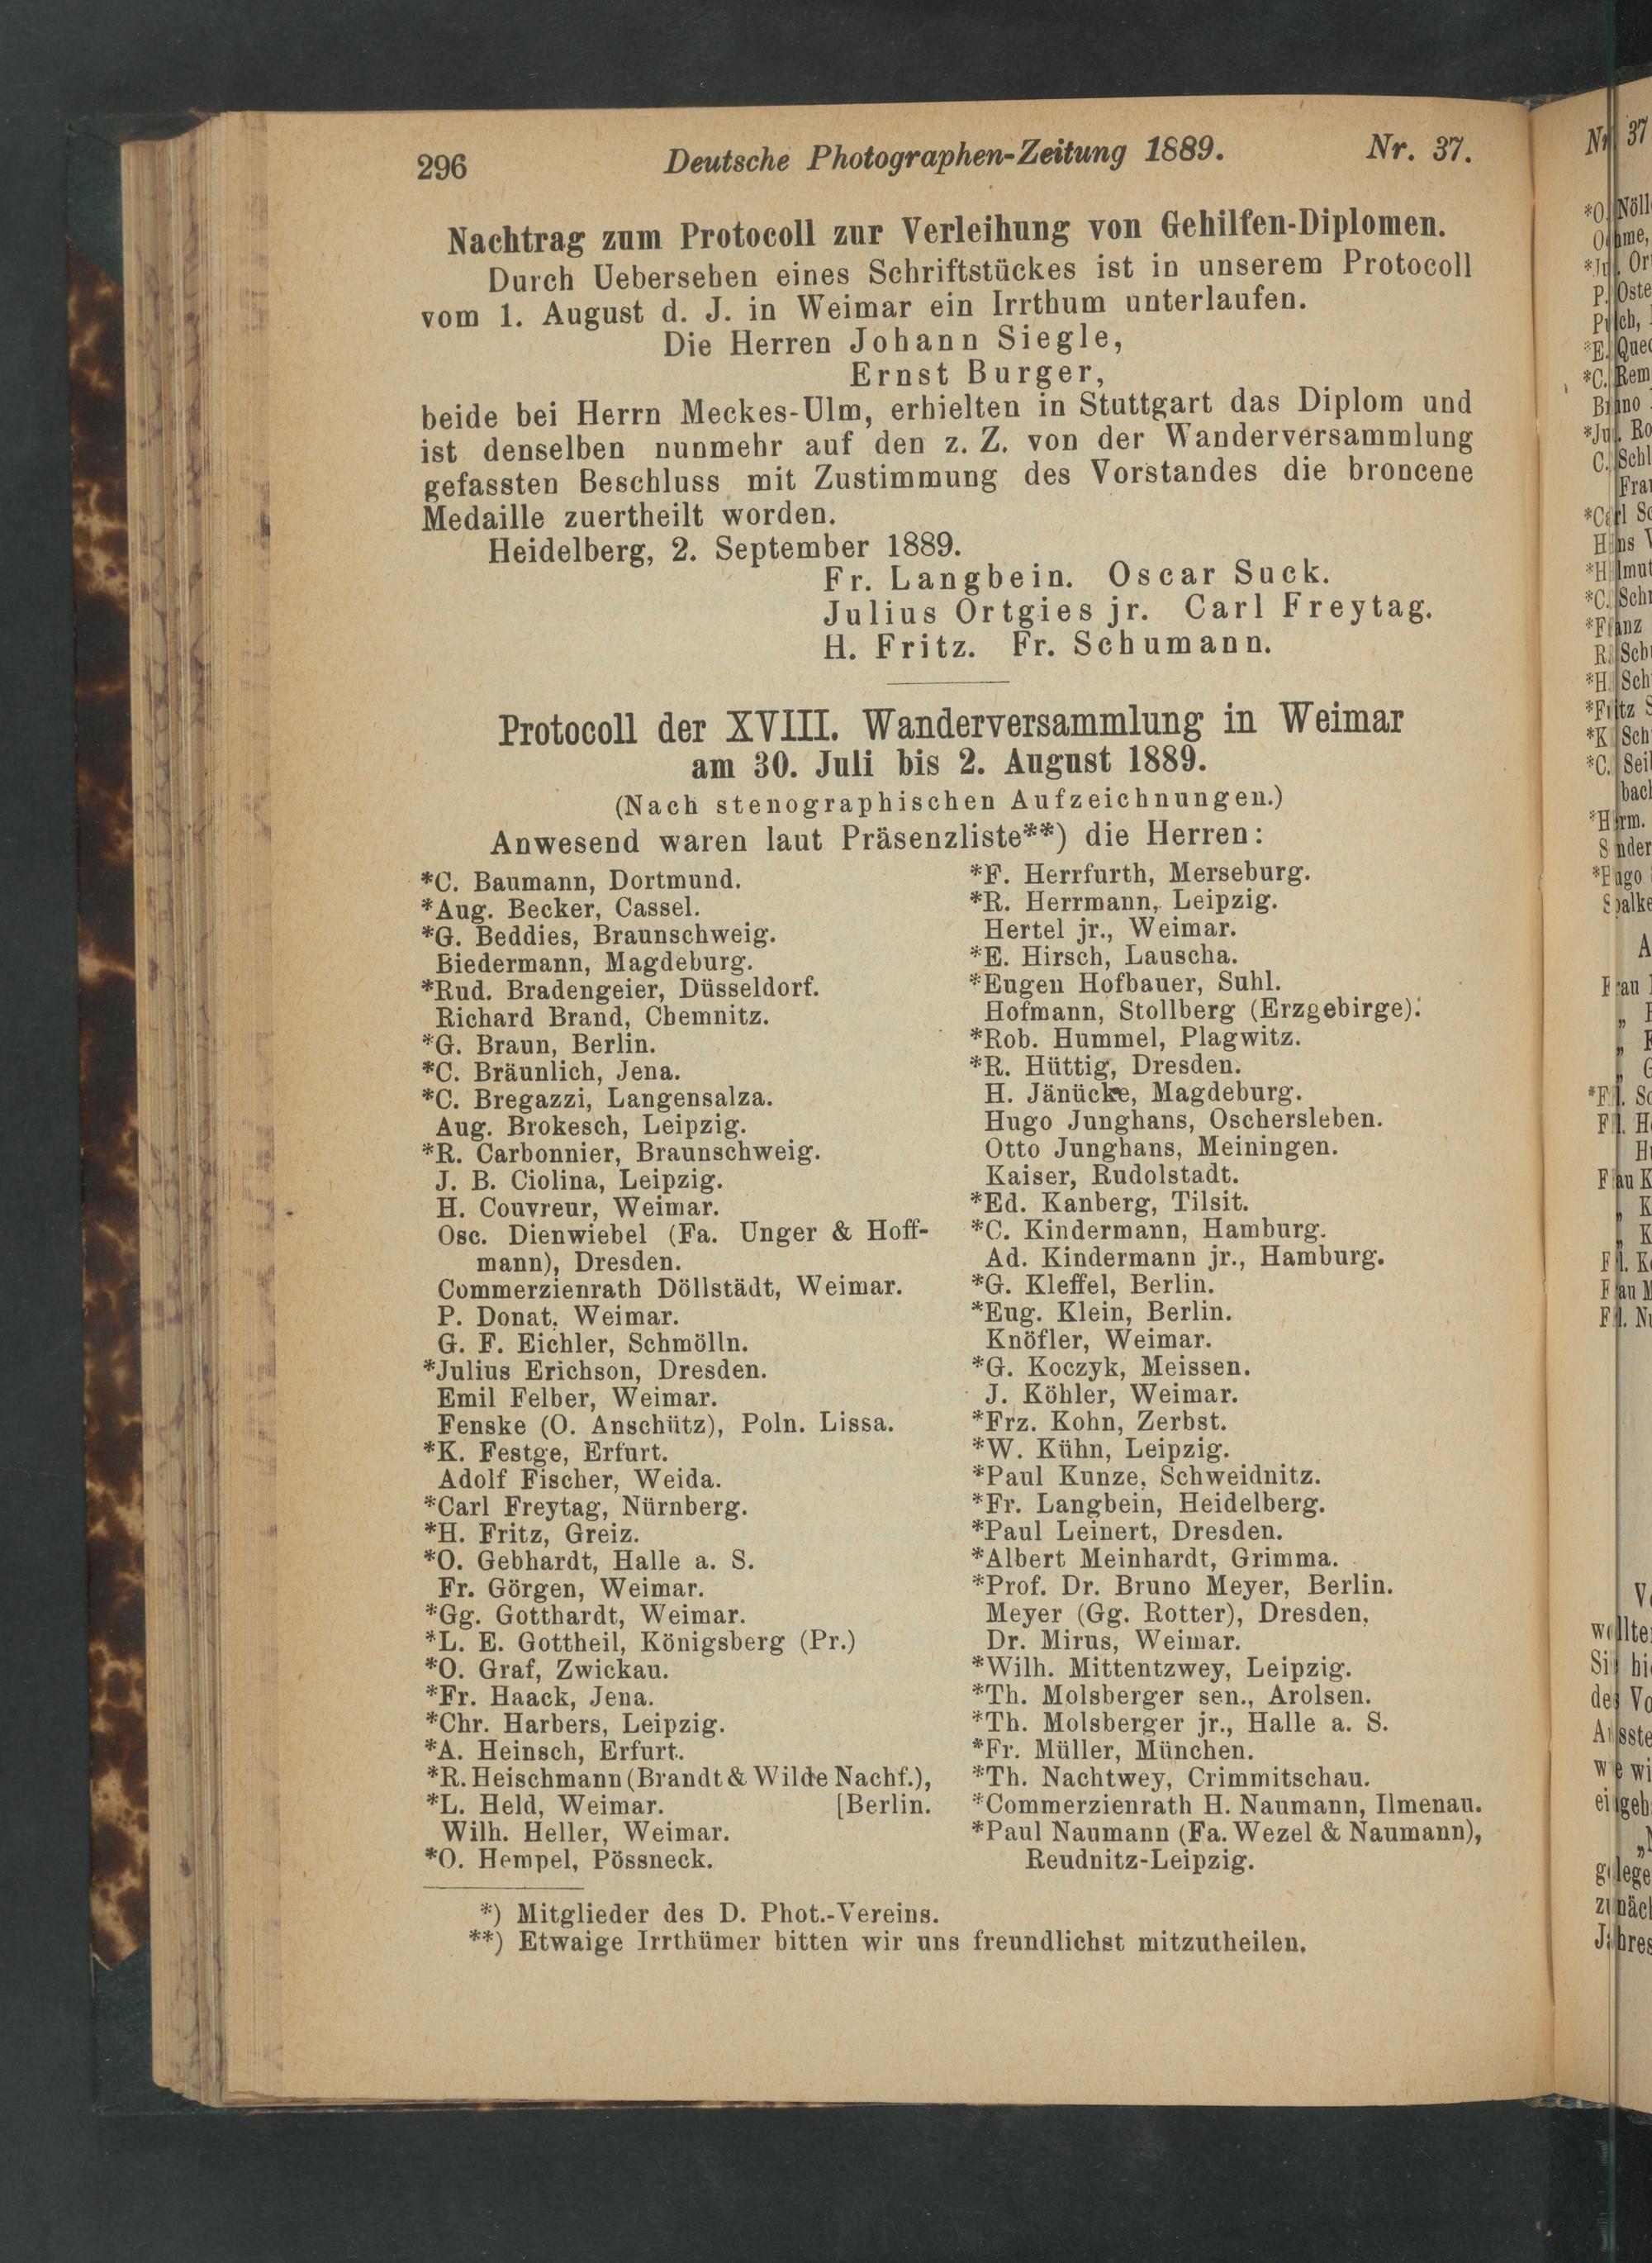 296 Deutsche Photographen-Zeitung 1889. Nr. 37.
Nachtrag zum Protocoll zur Verleihung von Gehilfen-Diplomen.
Durch Uebersehen eines Schriftstückes ist in unserem Protocoll
vom 1. August d. J. in Weimar ein Irrthum unterlaufen.
Die Herren Johann Siegle,
Ernst Burger,
beide bei Herrn Meckes-Ulm, erhielten in Stuttgart das Diplom und
ist denselben nunmehr auf den z. Z. von der Wanderversammlung
gefassten Beschluss mit Zustimmung des Vorstandes die broncene
Medaille zuertheilt worden.
Heidelberg, 2. September 1889.
Fr. Langbein. Oscar Suck.
Julius Ortgies jr. Carl Freytag.
H. Fritz. Fr. Schumann.
Protocoll der XVIII. Wanderversammlung in Weimar
am 30. Juli bis 2. August 1889.
(Nach stenographischen Aufzeichnungen.)
Anwesend waren laut Präsenzliste**) die Herren:
*C. Baumann, Dortmund.
*Aug. Becker, Cassel.
*G. Beddies, Braunschweig.
Biedermann, Magdeburg.
*Rud. Bradengeier, Düsseldorf.
Richard Brand, Chemnitz.
*G. Braun, Berlin.
*C. Bräunlich, Jena.
*C. Bregazzi, Langensalza.
Aug. Brokesch, Leipzig.
*R. Carbonnier, Braunschweig.
J. B. Ciolina, Leipzig.
H. Couvreur, Weimar.
Osc. Dienwiebel (Fa. Unger & Hoff-
mann), Dresden.
Commerzienrath Döllstädt, Weimar.
P. Donat, Weimar.
G. F. Eichler, Schmölln.
*Julius Erichson, Dresden.
Emil Felber, Weimar.
Fenske (O. Anschütz), Poln. Lissa.
*K. Festge, Erfurt.
Adolf Fischer, Weida.
*Carl Freytag, Nürnberg.
*H. Fritz, Greiz.
*O. Gebhardt, Halle a. S.
Fr. Görgen, Weimar.
*Gg. Gotthardt, Weimar.
*L. E. Gottheil, Königsberg (Pr.)
*O. Graf, Zwickau.
*Fr. Haack, Jena.
*Chr. Harbers, Leipzig.
*A. Heinsch, Erfurt.
*R. Heischmann (Brandt & Wilde Nachf.),
*L. Held, Weimar. [Berlin.
Wilh. Heller, Weimar.
*O. Hempel, Pössneck.
*F. Herrfurth, Merseburg.
*R. Herrmann, Leipzig.
Hertel jr., Weimar.
*E. Hirsch, Lauscha.
*Eugen Hofbauer, Suhl.
Hofmann, Stollberg (Erzgebirge).
*Rob. Hummel, Plagwitz.
*R. Hüttig, Dresden.
H. Jänücke, Magdeburg.
Hugo Junghans, Oschersleben.
Otto Junghans, Meiningen.
Kaiser, Rudolstadt.
*Ed. Kanberg, Tilsit.
*C. Kindermann, Hamburg.
Ad. Kindermann jr., Hamburg.
*G. Kleffel, Berlin.
*Eug. Klein, Berlin.
Knöfler, Weimar.
*G. Koczyk, Meissen.
J. Köhler, Weimar.
*Frz. Kohn, Zerbst.
*W. Kühn, Leipzig.
*Paul Kunze, Schweidnitz.
*Fr. Langbein, Heidelberg.
*Paul Leinert, Dresden.
*Albert Meinhardt, Grimma.
*Prof. Dr. Bruno Meyer, Berlin.
Meyer (Gg. Rotter), Dresden,
Dr. Mirus, Weimar.
*Wilh. Mittentzwey, Leipzig.
*Th. Molsberger sen., Arolsen.
*Th. Molsberger jr., Halle a. S.
*Fr. Müller, München.
*Th. Nachtwey, Crimmitschau.
*Commerzienrath H. Naumann, Ilmenau.
*Paul Naumann (Fa. Wezel & Naumann),
Reudnitz-Leipzig.
*) Mitglieder des D. Phot.-Vereins.
**) Etwaige Irrthümer bitten wir uns freundlichst mitzutheilen.